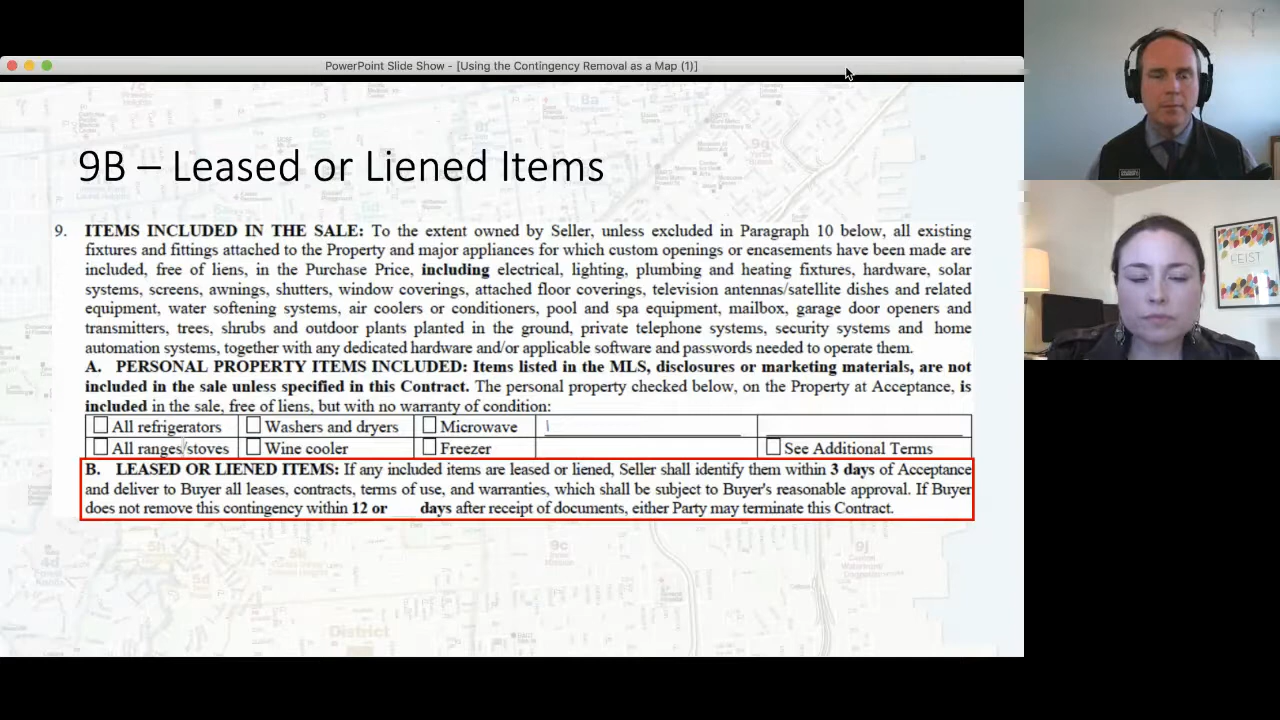 PowerPoint Slide Show - [Using the Contingency Removal as a Map (1)]
9B – Leased or Liened Items
9. ITEMS INCLUDED IN THE SALE: To the extent owned by Seller, unless excluded in Paragraph 10 below, all existing
fixtures and fittings attached to the Property and major appliances for which custom openings or encasements have been made are
included, free of liens, in the Purchase Price, including electrical, lighting, plumbing and heating fixtures, hardware, solar
systems, screens, awnings, shutters, window coverings, attached floor coverings, television antennas/satellite dishes and related
equipment, water softening systems, air coolers or conditioners, pool and spa equipment, mailbox, garage door openers and
transmitters, trees, shrubs and outdoor plants planted in the ground, private telephone systems, security systems and home
automation systems, together with any dedicated hardware and/or applicable software and passwords needed to operate them.
A. PERSONAL PROPERTY ITEMS INCLUDED: Items listed in the MLS, disclosures or marketing materials, are not
included in the sale unless specified in this Contract. The personal property checked below, on the Property at Acceptance, is
included in the sale, free of liens, but with no warranty of condition:
All refrigerators Washers and dryers Microwave
All ranges/stoves Wine cooler Freezer See Additional Terms
B. LEASED OR LIENED ITEMS: If any included items are leased or liened, Seller shall identify them within 3 days of Acceptance
and deliver to Buyer all leases, contracts, terms of use, and warranties, which shall be subject to Buyer's reasonable approval. If Buyer
does not remove this contingency within 12 or days after receipt of documents, either Party may terminate this Contract.
District
8a
9c
9j
5d
4d
5h
FEIST